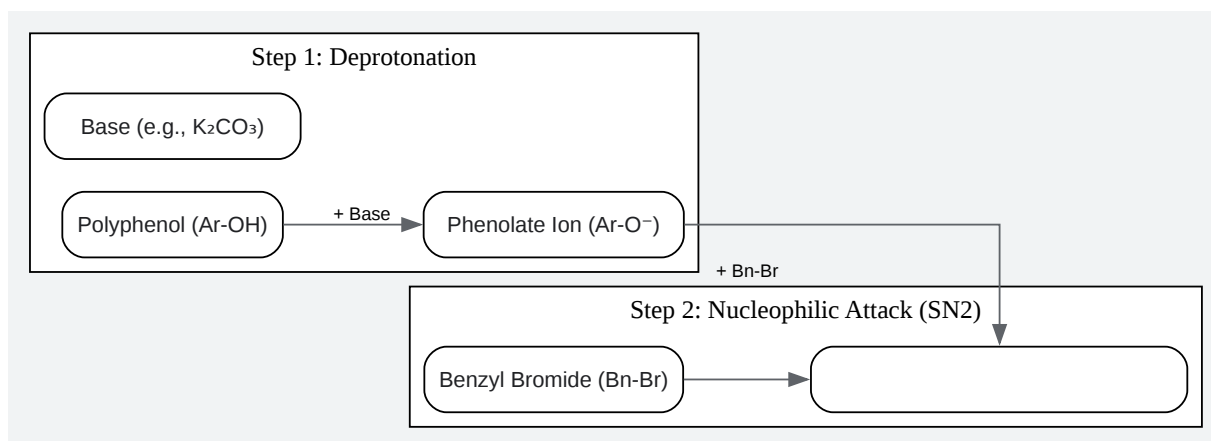 Step 1: Deprotonation
Base (e.g., K₂CO₃)
Polyphenol (Ar-OH)
+ Base
Phenolate Ion (Ar-O⁻)
+ Bn-Br
Step 2: Nucleophilic Attack (SN2)
Benzyl Bromide (Bn-Br)